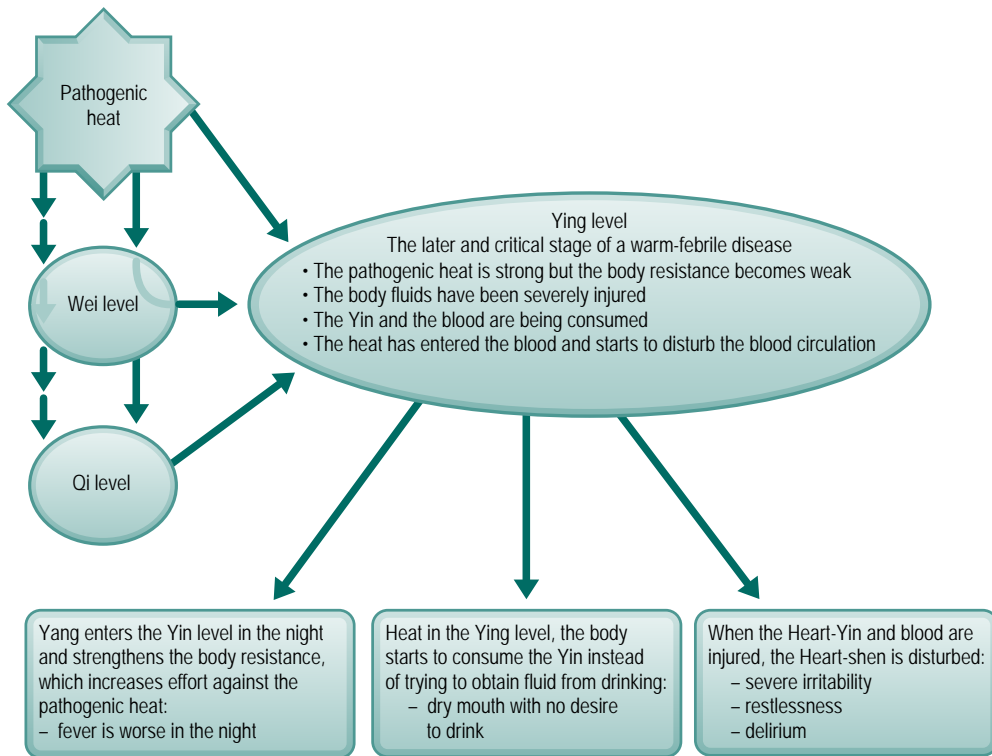 Pathogenic
heat
Wei level
Qi level
Ying level
The later and critical stage of a warm-febrile disease
• The pathogenic heat is strong but the body resistance becomes weak
• The body fluids have been severely injured
• The Yin and the blood are being consumed
• The heat has entered the blood and starts to disturb the blood circulation
Yang enters the Yin level in the night
and strengthens the body resistance,
which increases effort against the
pathogenic heat:
– fever is worse in the night
Heat in the Ying level, the body
starts to consume the Yin instead
of trying to obtain fluid from drinking:
– dry mouth with no desire
to drink
When the Heart-Yin and blood are
injured, the Heart-shen is disturbed:
– severe irritability
– restlessness
– delirium